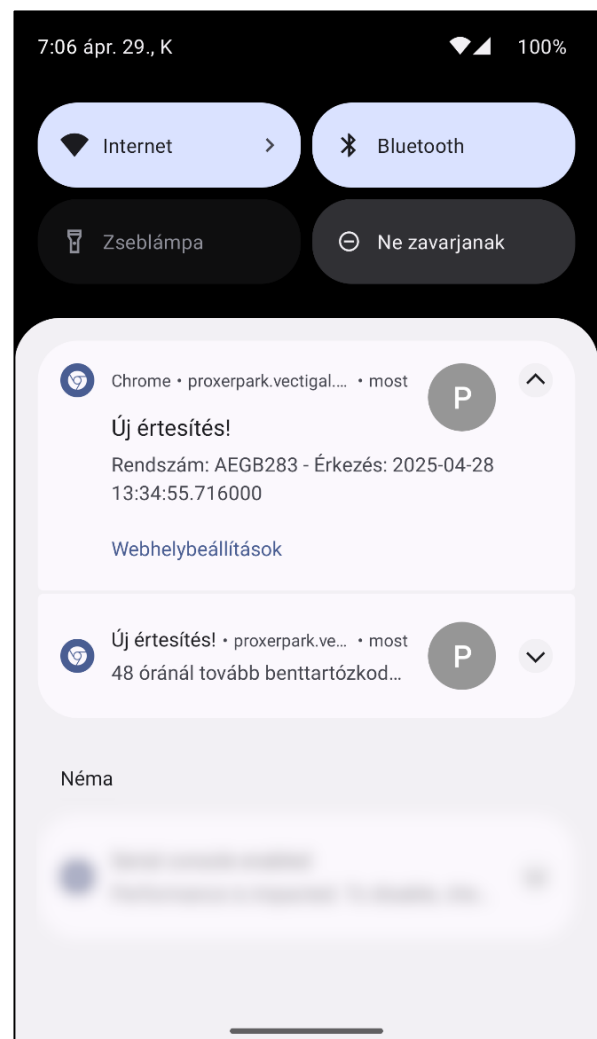 7:06 ápr. 29., K 100%
Internet
Bluetooth
Zseblámpa
Ne zavarjanak
Chrome • proxerpark.vectigal.... • most
P
Új értesítés!
Rendszám: AEGB283 - Érkezés: 2025-04-28
13:34:55.716000
Webhelybeállítások
Új értesítés! • proxerpark.ve... • most
P
48 óránál tovább benttartózkod...
Néma